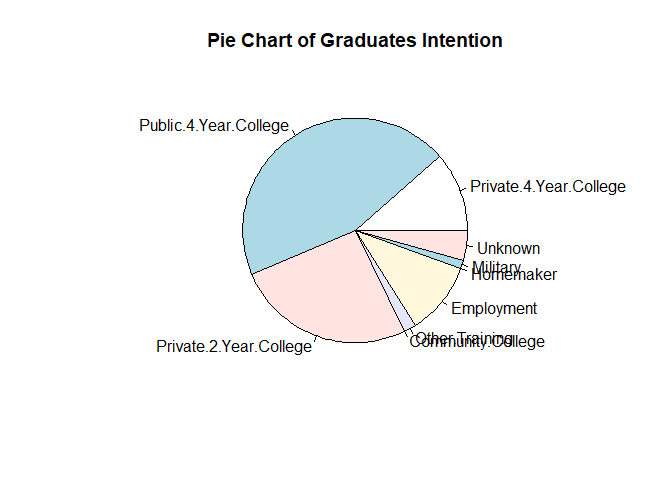 Pie Chart of Graduates Intention
Public.4.Year.College
Private.4.Year.College
Unknown
Military
Homemaker
Employment
Other.Training
Community.College
Private.2.Year.College